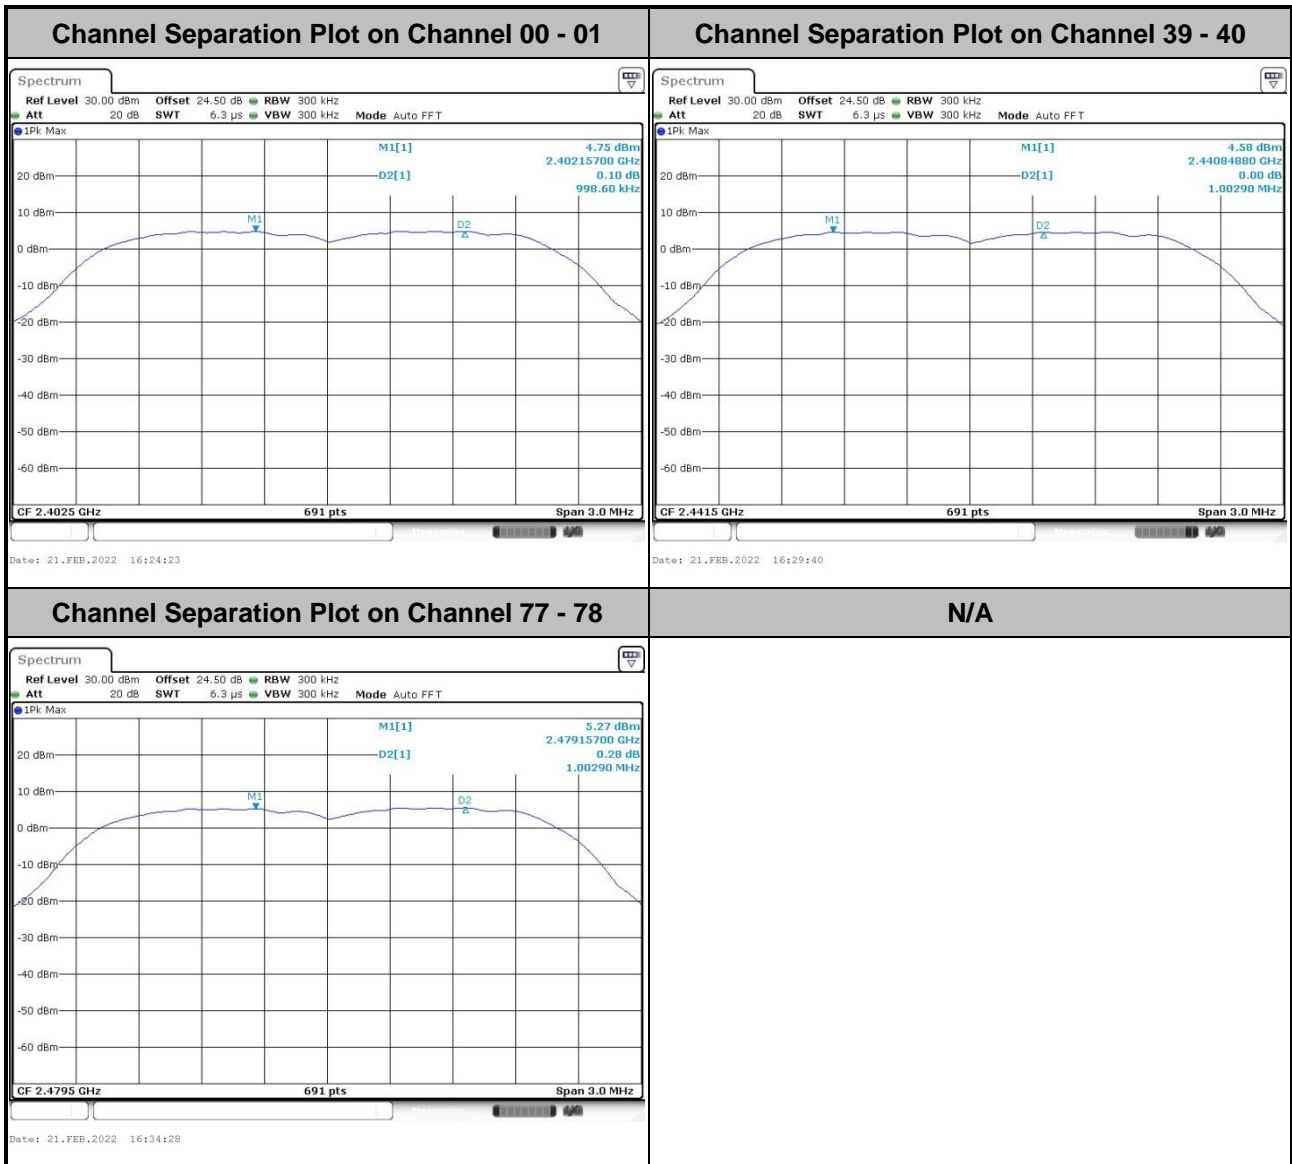 Channel Separation Plot on Channel 00 - 01
Spectrum
Ref Level 30.00 dBm Offset 24.50 dB RBW 300 kHz
Att 20 dB SWT 6.3 µs VBW 300 kHz Mode Auto FFT
1Pk Max
M1[1] 4.75 dBm
2.40215700 GHz
D2[1] 0.10 dB
998.60 kHz
20 dBm
10 dBm
M1
D2
0 dBm
-10 dBm
-20 dBm
-30 dBm
-40 dBm
-50 dBm
-60 dBm
CF 2.4025 GHz 691 pts Span 3.0 MHz
Date: 21.FEB.2022 16:24:23
Channel Separation Plot on Channel 39 - 40
Spectrum
Ref Level 30.00 dBm Offset 24.50 dB RBW 300 kHz
Att 20 dB SWT 6.3 µs VBW 300 kHz Mode Auto FFT
1Pk Max
M1[1] 4.58 dBm
2.44084880 GHz
D2[1] 0.00 dB
1.00290 MHz
20 dBm
10 dBm
M1
D2
0 dBm
-10 dBm
-20 dBm
-30 dBm
-40 dBm
-50 dBm
-60 dBm
CF 2.4415 GHz 691 pts Span 3.0 MHz
Date: 21.FEB.2022 16:29:40
Channel Separation Plot on Channel 77 - 78
Spectrum
Ref Level 30.00 dBm Offset 24.50 dB RBW 300 kHz
Att 20 dB SWT 6.3 µs VBW 300 kHz Mode Auto FFT
1Pk Max
M1[1] 5.27 dBm
2.47915700 GHz
D2[1] 0.28 dB
1.00290 MHz
20 dBm
10 dBm
M1
D2
0 dBm
-10 dBm
-20 dBm
-30 dBm
-40 dBm
-50 dBm
-60 dBm
CF 2.4795 GHz 691 pts Span 3.0 MHz
Date: 21.FEB.2022 16:34:28
N/A